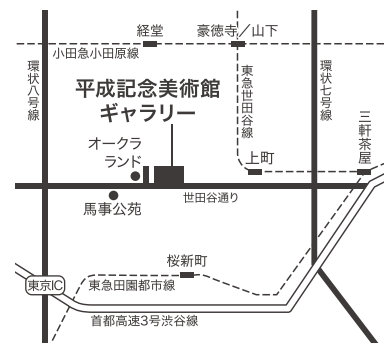 経堂
豪徳寺／山下
小田急小田原線
環状八号線
平成記念美術館
ギャラリー
東急世田谷線
環状七号線
三軒茶屋
オークラ
ランド
上町
世田谷通り
馬事公苑
桜新町
東京IC
東急田園都市線
首都高速3号渋谷線